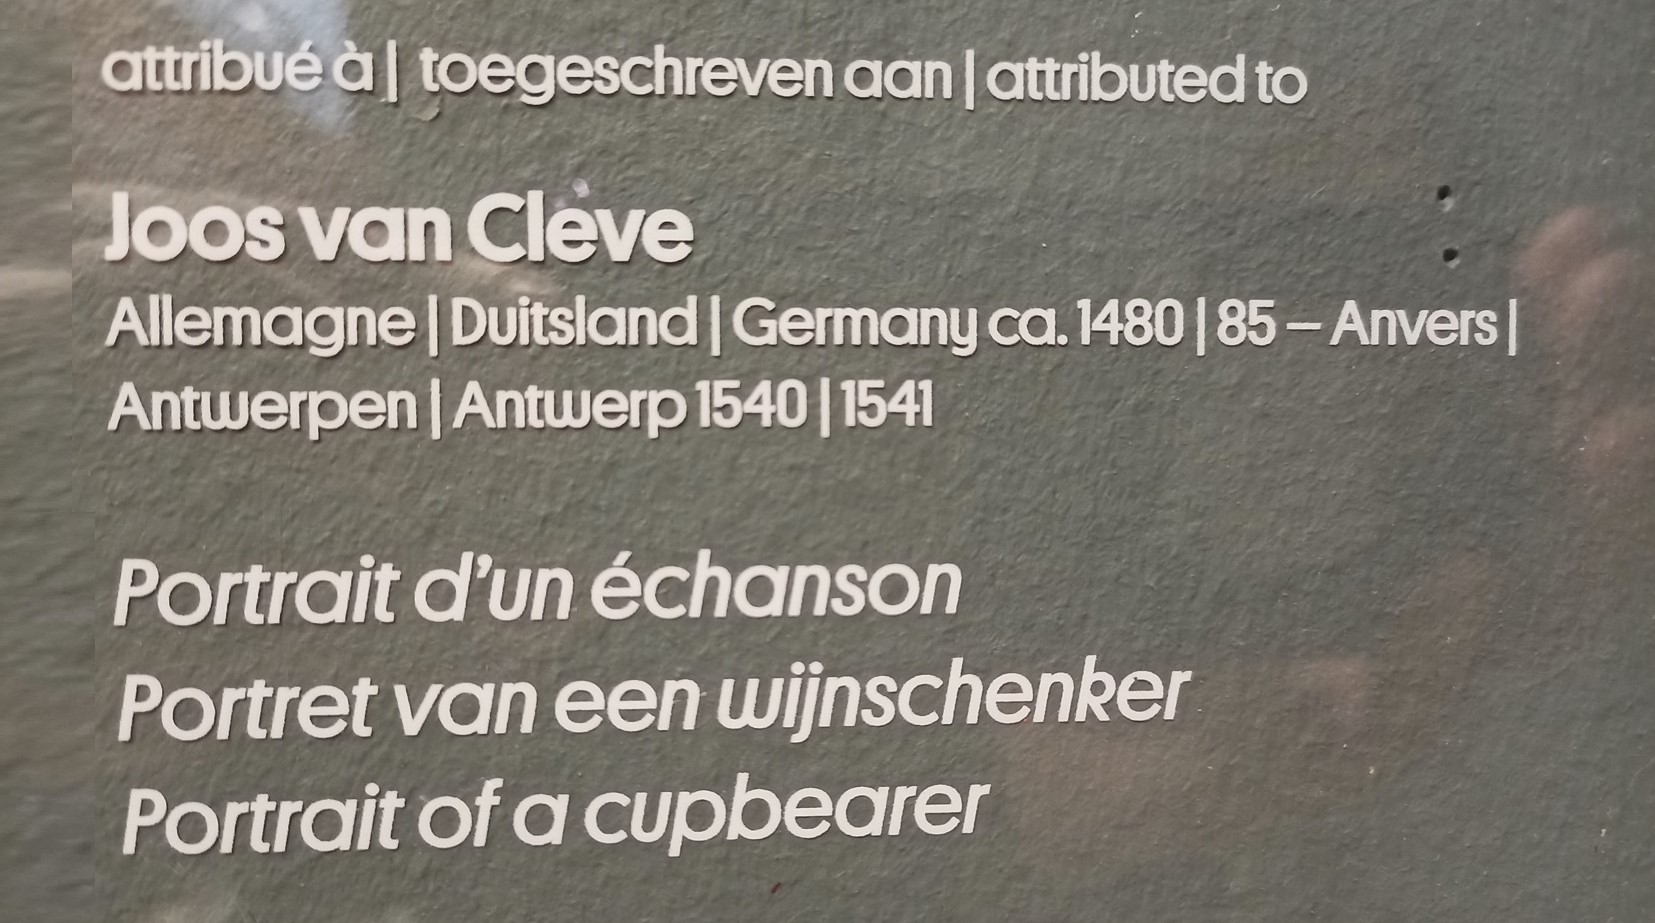 attribué à | toegeschreven aan | attributed to
Joos van Cleve
Allemagne | Duitsland | Germany ca. 1480 | 85 – Anvers |
Antwerpen | Antwerp 1540 | 1541
Portrait d'un échanson
Portret van een wijnschenker
Portrait of a cupbearer